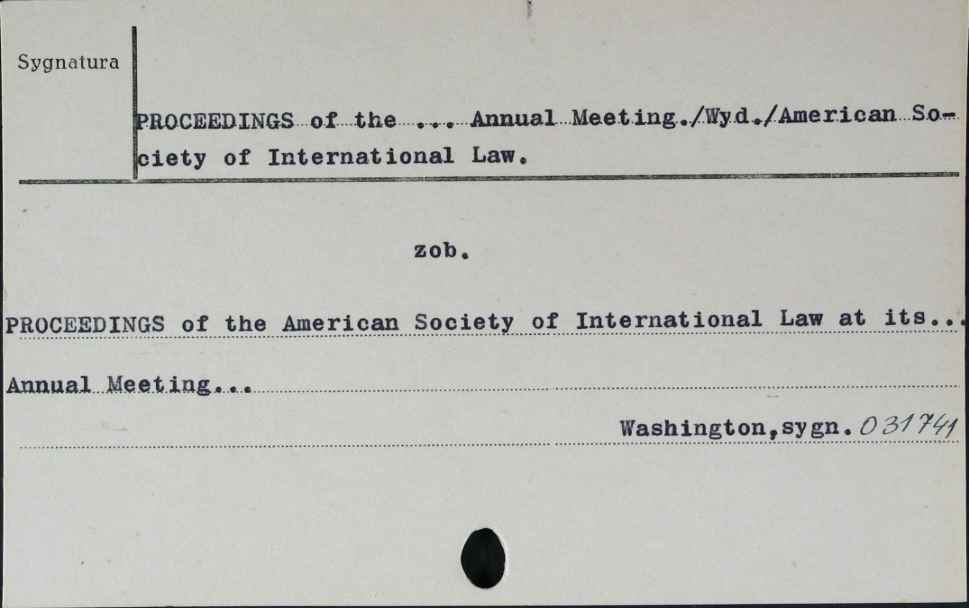 Sygnatura
PROCEEDINGS of the ... Annual Meeting./Wyd./American So-
ciety of International Law.
zob.
PROCEEDINGS of the American Society of International Law at its...
Annual Meeting...
Washington,sygn. 031741